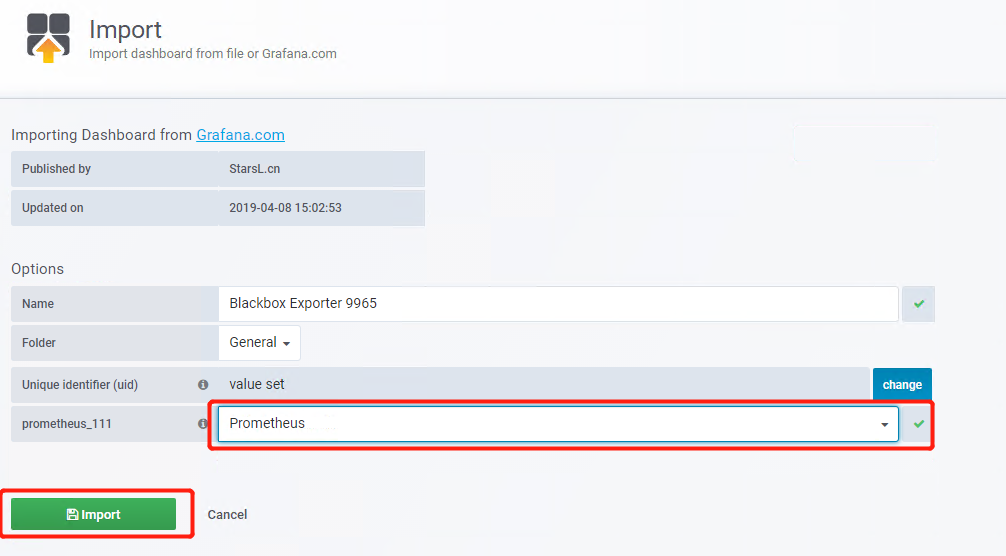 Import
Import dashboard from file or Grafana.com
Importing Dashboard from Grafana.com
Published by StarsL.cn
Updated on 2019-04-08 15:02:53
Options
Name Blackbox Exporter 9965
Folder General
Unique identifier (uid) value set change
prometheus_111 Prometheus
Import Cancel